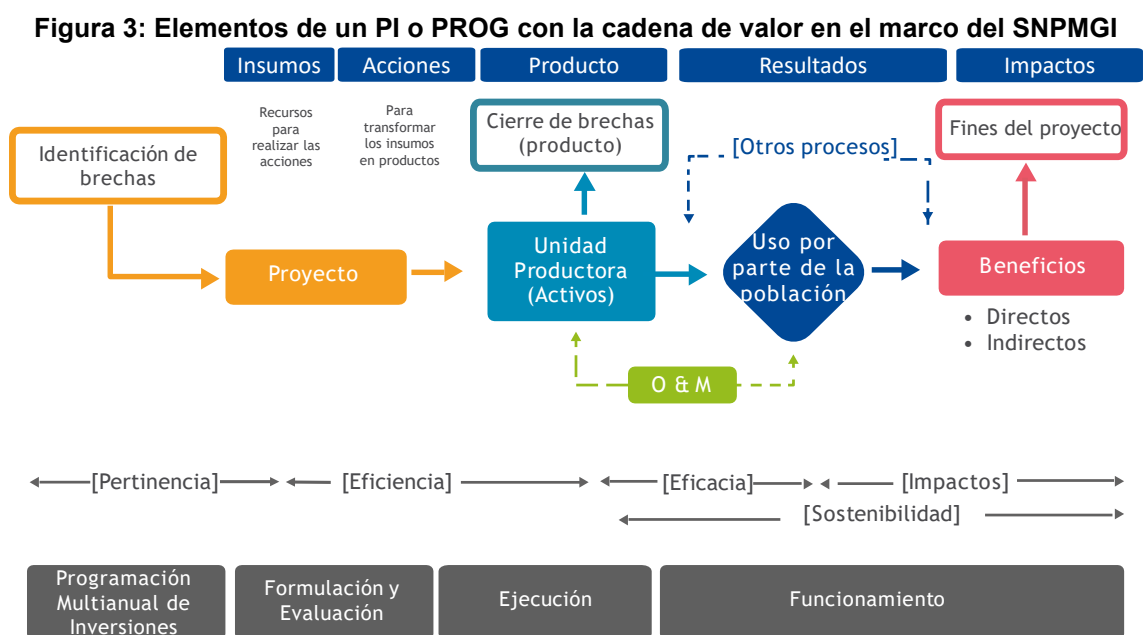 Figura 3: Elementos de un PI o PROG con la cadena de valor en el marco del SNPMGI
Insumos
Acciones
Producto
Resultados
Impactos
Recursos
para
realizar las
acciones
Para
transformar
los insumos
en productos
Cierre de brechas
(producto)
Fines del proyecto
Identificación de
brechas
[Otros procesos]
Proyecto
Unidad
Productora
(Activos)
Uso por
parte de la
población
Beneficios
• Directos
• Indirectos
O & M
[Pertinencia]
[Eficiencia]
[Eficacia]
[Impactos]
[Sostenibilidad]
Programación
Multianual de
Inversiones
Formulación y
Evaluación
Ejecución
Funcionamiento